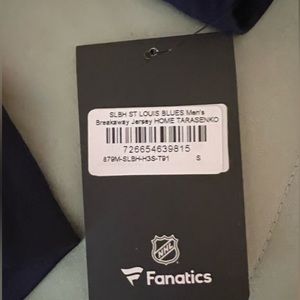 SLBH ST LOUIS BLUES Men's
Breakaway Jersey HOME TARASENKO
726654639815
879M-SLBH-H3S-T91 S
NHL
Fanatics